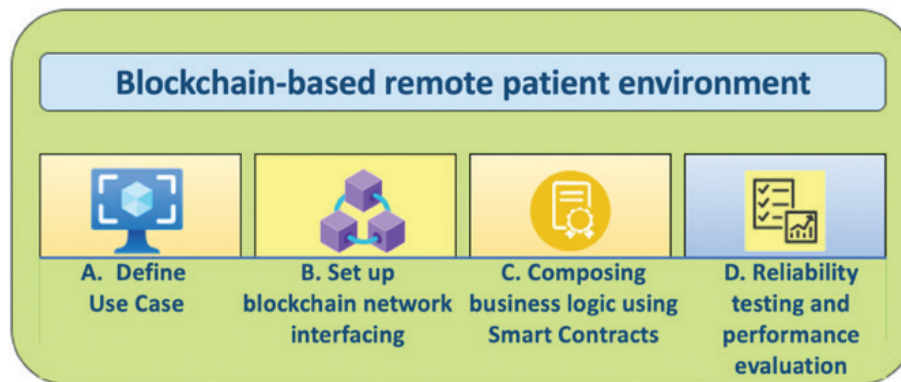 Blockchain-based remote patient environment
A. Define
Use Case
B. Set up
blockchain network
interfacing
C. Composing
business logic using
Smart Contracts
D. Reliability
testing and
performance
evaluation